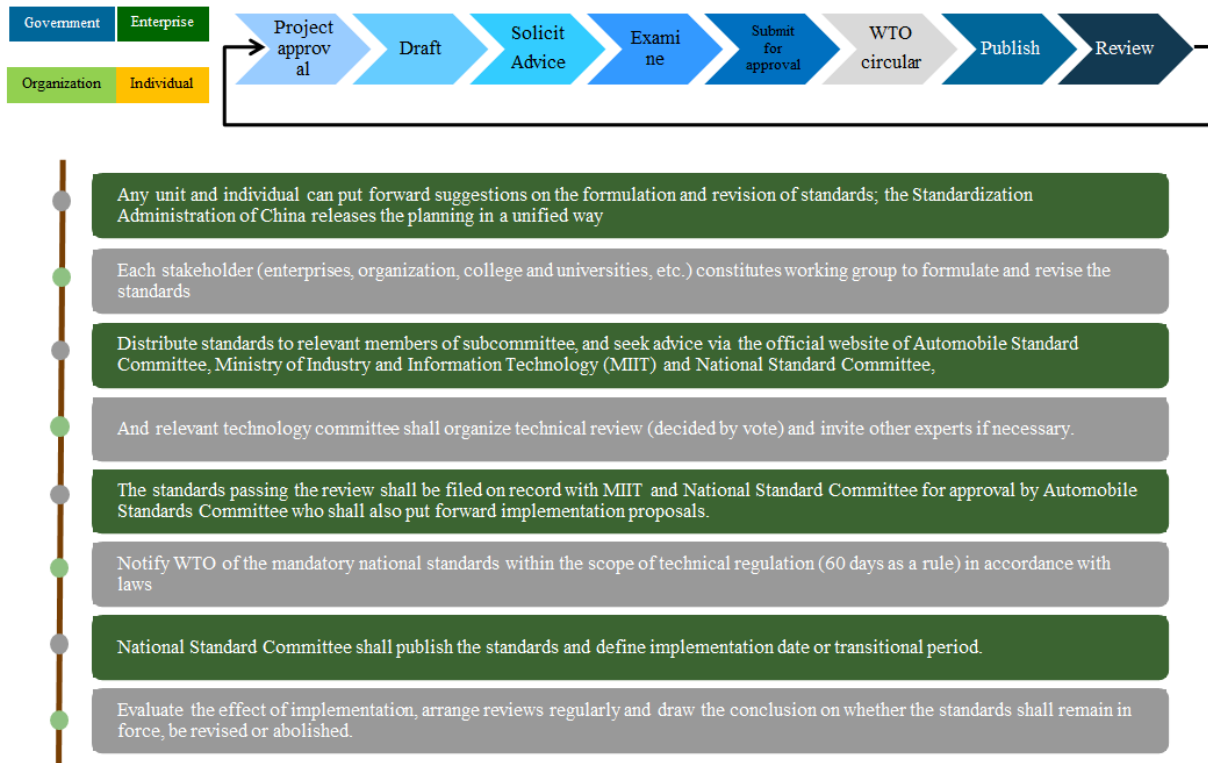 Government
Enterprise
Organization
Individual
Project
approv
al
Draft
Solicit
Advice
Exami
ne
Submit
for
approval
WTO
circular
Publish
Review
Any unit and individual can put forward suggestions on the formulation and revision of standards; the Standardization
Administration of China releases the planning in a unified way
Each stakeholder (enterprises, organization, college and universities, etc.) constitutes working group to formulate and revise the
standards
Distribute standards to relevant members of subcommittee, and seek advice via the official website of Automobile Standard
Committee, Ministry of Industry and Information Technology (MIIT) and National Standard Committee,
And relevant technology committee shall organize technical review (decided by vote) and invite other experts if necessary.
The standards passing the review shall be filed on record with MIIT and National Standard Committee for approval by Automobile
Standards Committee who shall also put forward implementation proposals.
Notify WTO of the mandatory national standards within the scope of technical regulation (60 days as a rule) in accordance with
laws
National Standard Committee shall publish the standards and define implementation date or transitional period.
Evaluate the effect of implementation, arrange reviews regularly and draw the conclusion on whether the standards shall remain in
force, be revised or abolished.